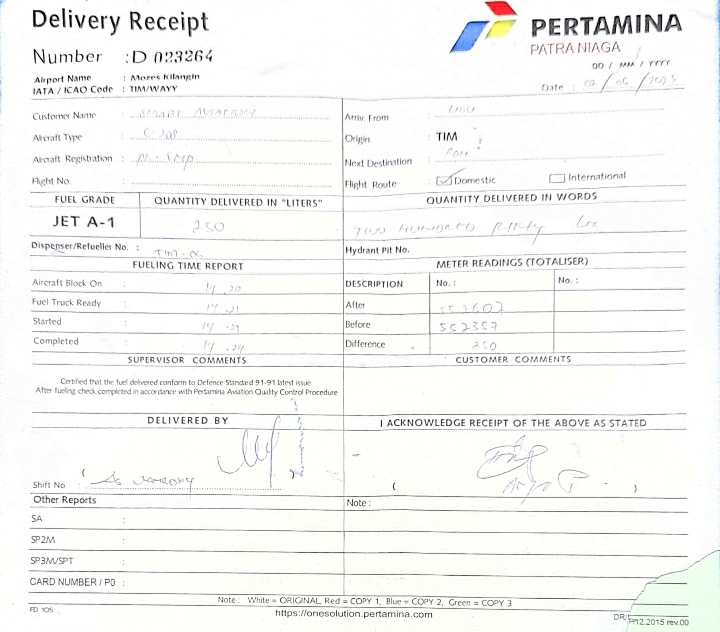 Delivery Receipt
PERTAMINA
PATRA NIAGA
Number : D 023264
DD / MM / YYYY
Airport Name : Mozes Kilangin
IATA / ICAO Code : TIM/WAYY
Date :
Customer Name : SMART AVIATION
Arriv. From
Aircraft Type :
Origin : TIM
Aircraft Registration :
Next Destination :
Flight No. :
Flight Route : Domestic International
FUEL GRADE QUANTITY DELIVERED IN "LITERS" QUANTITY DELIVERED IN WORDS
JET A-1 250 TWO HUNDRED FIFTY
Dispenser/Refueller No. : Hydrant Pit No.
FUELING TIME REPORT METER READINGS (TOTALISER)
Aircraft Block On : DESCRIPTION No. : No. :
Fuel Truck Ready : After 552607
Started : Before 552357
Completed : Difference 250
SUPERVISOR COMMENTS CUSTOMER COMMENTS
Certified that the fuel delivered conform to Defence Standard 91-91 latest issue.
After fueling check completed in accordance with Pertamina Aviation Quality Control Procedure
DELIVERED BY I ACKNOWLEDGE RECEIPT OF THE ABOVE AS STATED
Shift No. :
Other Reports Note :
SA :
SP2M :
SP3M/SPT :
CARD NUMBER / PO :
Note : White = ORIGINAL, Red = COPY 1, Blue = COPY 2, Green = COPY 3
FD 105 https://onesolution.pertamina.com 12.2015 rev.00